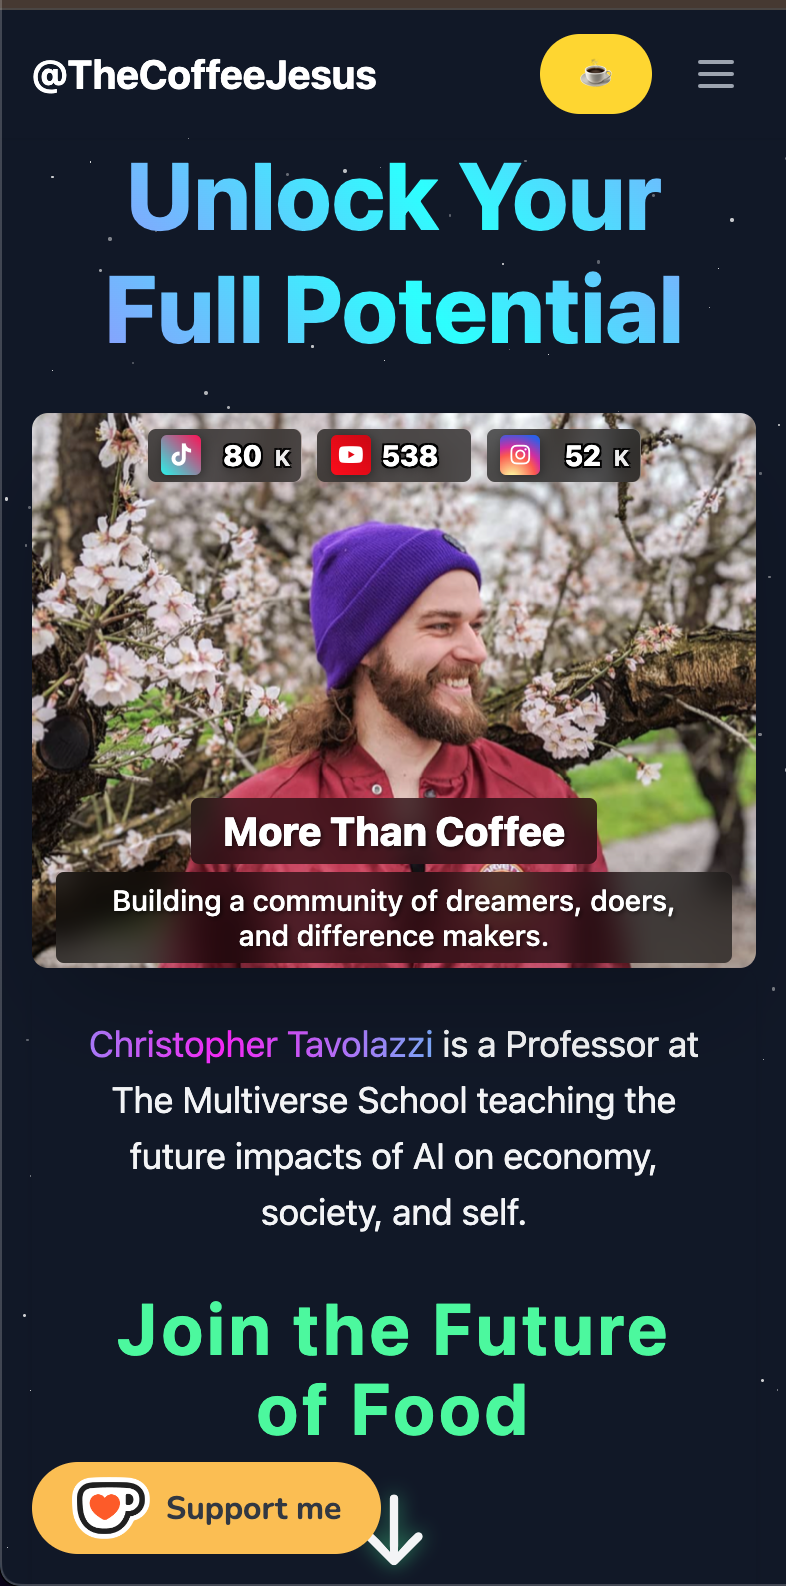 @TheCoffeeJesus
Unlock Your
Full Potential
80 K
538
52 K
More Than Coffee
Building a community of dreamers, doers,
and difference makers.
Christopher Tavolazzi is a Professor at
The Multiverse School teaching the
future impacts of AI on economy,
society, and self.
Join the Future
of Food
Support me